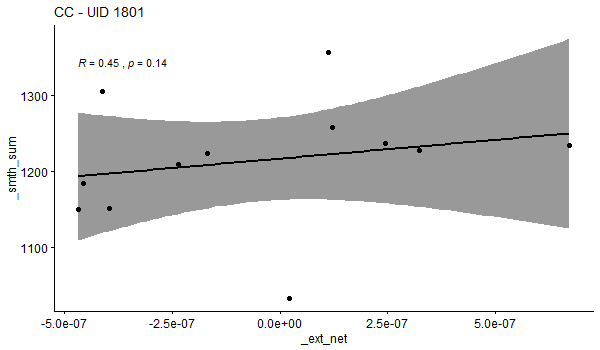 CC - UID 1801
R = 0.45 , p = 0.14
1300
1200
1100
_smth_sum
-5.0e-07 -2.5e-07 0.0e+00 2.5e-07 5.0e-07
_ext_net